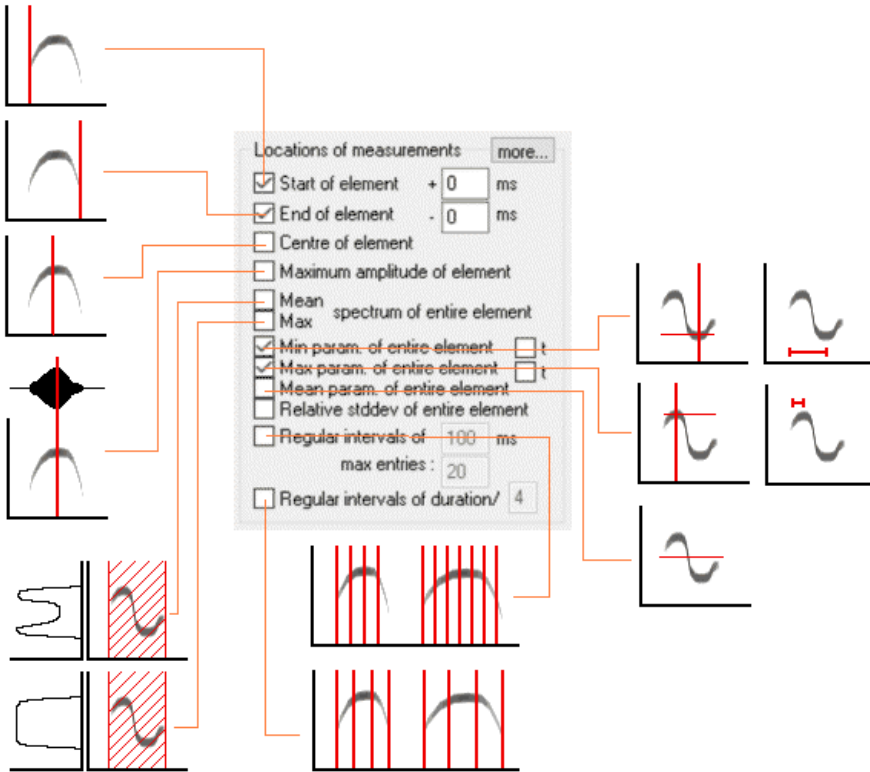 Locations of measurements more...
Start of element + 0 ms
End of element - 0 ms
Centre of element
Maximum amplitude of element
Mean
Max spectrum of entire element
Min param. of entire element t
Max param. of entire element t
Mean param. of entire element
Relative stddev of entire element
Regular intervals of 100 ms
max entries : 20
Regular intervals of duration/ 4